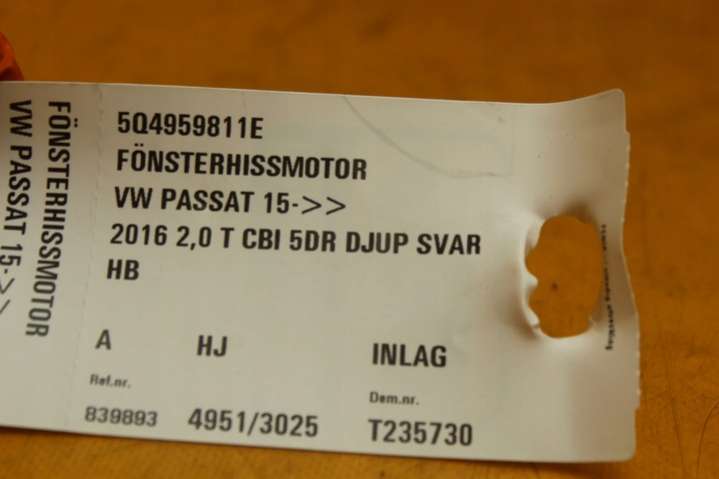 5Q4959811E
FÖNSTERHISSMOTOR
VW PASSAT 15->>
2016 2,0 T CBI 5DR DJUP SVAR
HB
A HJ INLAG
Ref.nr. Dem.nr.
839893 4951/3025 T235730
FÖNSTERHISSMOTOR
VW PASSAT 15->>